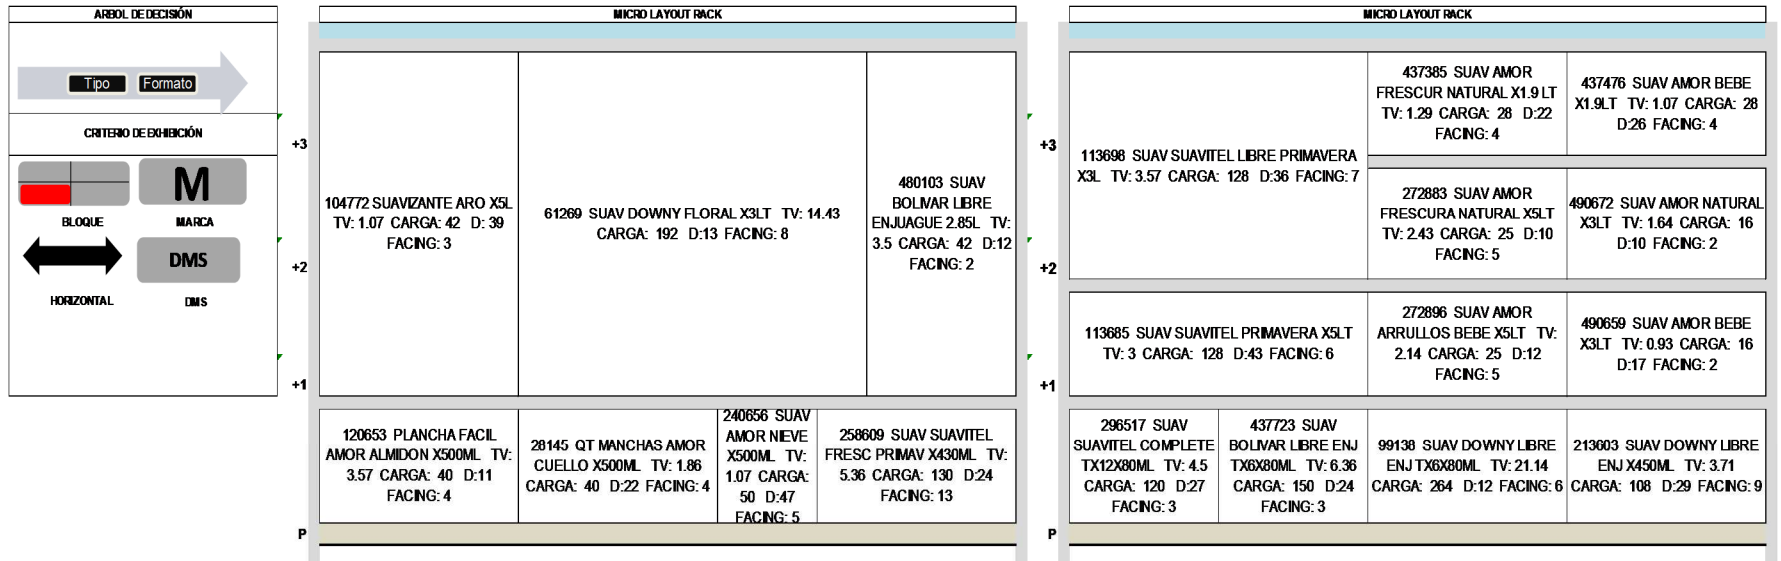 ARBOL DE DECISIÓN
Tipo
Formato
CRITERIO DE EXHIBICIÓN
M
BLOQUE
MARCA
DMS
HORIZONTAL
DMS
MICRO LAYOUT RACK
+3
+2
+1
P
104772 SUAVIZANTE ARO X5L
TV: 1.07 CARGA: 42 D: 39
FACING: 3
61269 SUAV DOWNY FLORAL X3LT TV: 14.43
CARGA: 192 D:13 FACING: 8
480103 SUAV
BOLIVAR LIBRE
ENJUAGUE 2.85L TV:
3.5 CARGA: 42 D:12
FACING: 2
120653 PLANCHA FACIL
AMOR ALMIDON X500ML TV:
3.57 CARGA: 40 D:11
FACING: 4
28145 QT MANCHAS AMOR
CUELLO X500ML TV: 1.86
CARGA: 40 D:22 FACING: 4
240656 SUAV
AMOR NIEVE
X500ML TV:
1.07 CARGA:
50 D:47
FACING: 5
258609 SUAV SUAVITEL
FRESC PRIMAV X430ML TV:
5.36 CARGA: 130 D:24
FACING: 13
MICRO LAYOUT RACK
+3
+2
+1
P
113698 SUAV SUAVITEL LIBRE PRIMAVERA
X3L TV: 3.57 CARGA: 128 D:36 FACING: 7
437385 SUAV AMOR
FRESCUR NATURAL X1.9 LT
TV: 1.29 CARGA: 28 D:22
FACING: 4
437476 SUAV AMOR BEBE
X1.9LT TV: 1.07 CARGA: 28
D:26 FACING: 4
272883 SUAV AMOR
FRESCURA NATURAL X5LT
TV: 2.43 CARGA: 25 D:10
FACING: 5
490672 SUAV AMOR NATURAL
X3LT TV: 1.64 CARGA: 16
D:10 FACING: 2
113685 SUAV SUAVITEL PRIMAVERA X5LT
TV: 3 CARGA: 128 D:43 FACING: 6
272896 SUAV AMOR
ARRULLOS BEBE X5LT TV:
2.14 CARGA: 25 D:12
FACING: 5
490659 SUAV AMOR BEBE
X3LT TV: 0.93 CARGA: 16
D:17 FACING: 2
296517 SUAV
SUAVITEL COMPLETE
TX12X80ML TV: 4.5
CARGA: 120 D:27
FACING: 3
437723 SUAV
BOLIVAR LIBRE ENJ
TX6X80ML TV: 6.36
CARGA: 150 D:24
FACING: 3
99138 SUAV DOWNY LIBRE
ENJ TX6X80ML TV: 21.14
CARGA: 264 D:12 FACING: 6
213603 SUAV DOWNY LIBRE
ENJ X450ML TV: 3.71
CARGA: 108 D:29 FACING: 9